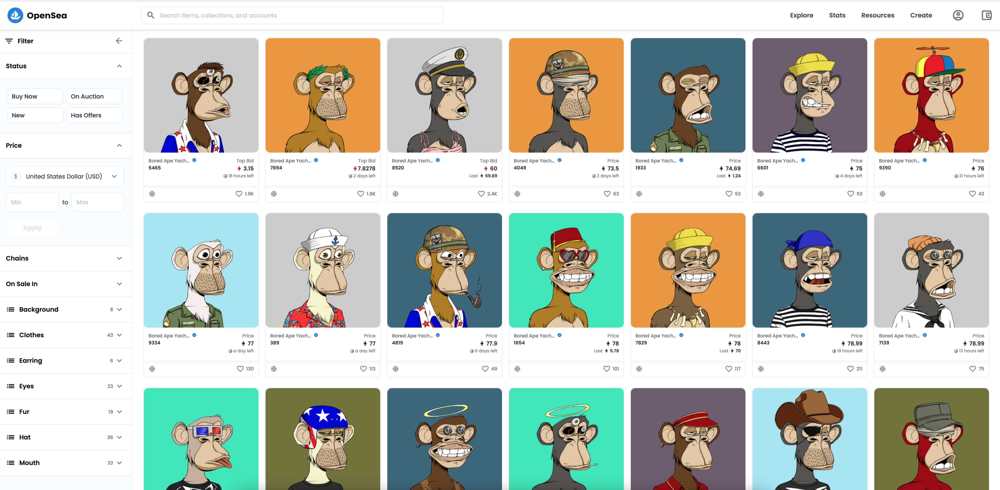 OpenSea
Search items, collections, and accounts
Explore
Stats
Resources
Create
Filter
Status
Buy Now
On Auction
New
Has Offers
Price
$
United States Dollar (USD)
Min to Max
Apply
Chains
On Sale In
Background 8
Clothes 43
Earring 6
Eyes 23
Fur 19
Hat 36
Mouth 33
Bored Ape Yach... Top Bid
5465 3.15
18 hours left
1.9K
Bored Ape Yach... Top Bid
7894 7.8278
2 days left
1.9K
Bored Ape Yach... Top Bid
8520 60
Last 59.69
2.4K
Bored Ape Yach... Price
4049 73.5
2 days left
63
Bored Ape Yach... Price
1933 74.69
Last 1.24
53
Bored Ape Yach... Price
6601 75
4 days left
53
Bored Ape Yach... Price
9390 76
21 hours left
43
Bored Ape Yach... Price
9334 77
a day left
130
Bored Ape Yach... Price
389 77
a day left
113
Bored Ape Yach... Price
4819 77.9
6 days left
49
Bored Ape Yach... Price
1654 78
Last 5.78
101
Bored Ape Yach... Price
7829 78
Last 70
117
Bored Ape Yach... Price
8443 78.99
19 hours left
211
Bored Ape Yach... Price
7139 78.99
13 hours left
75